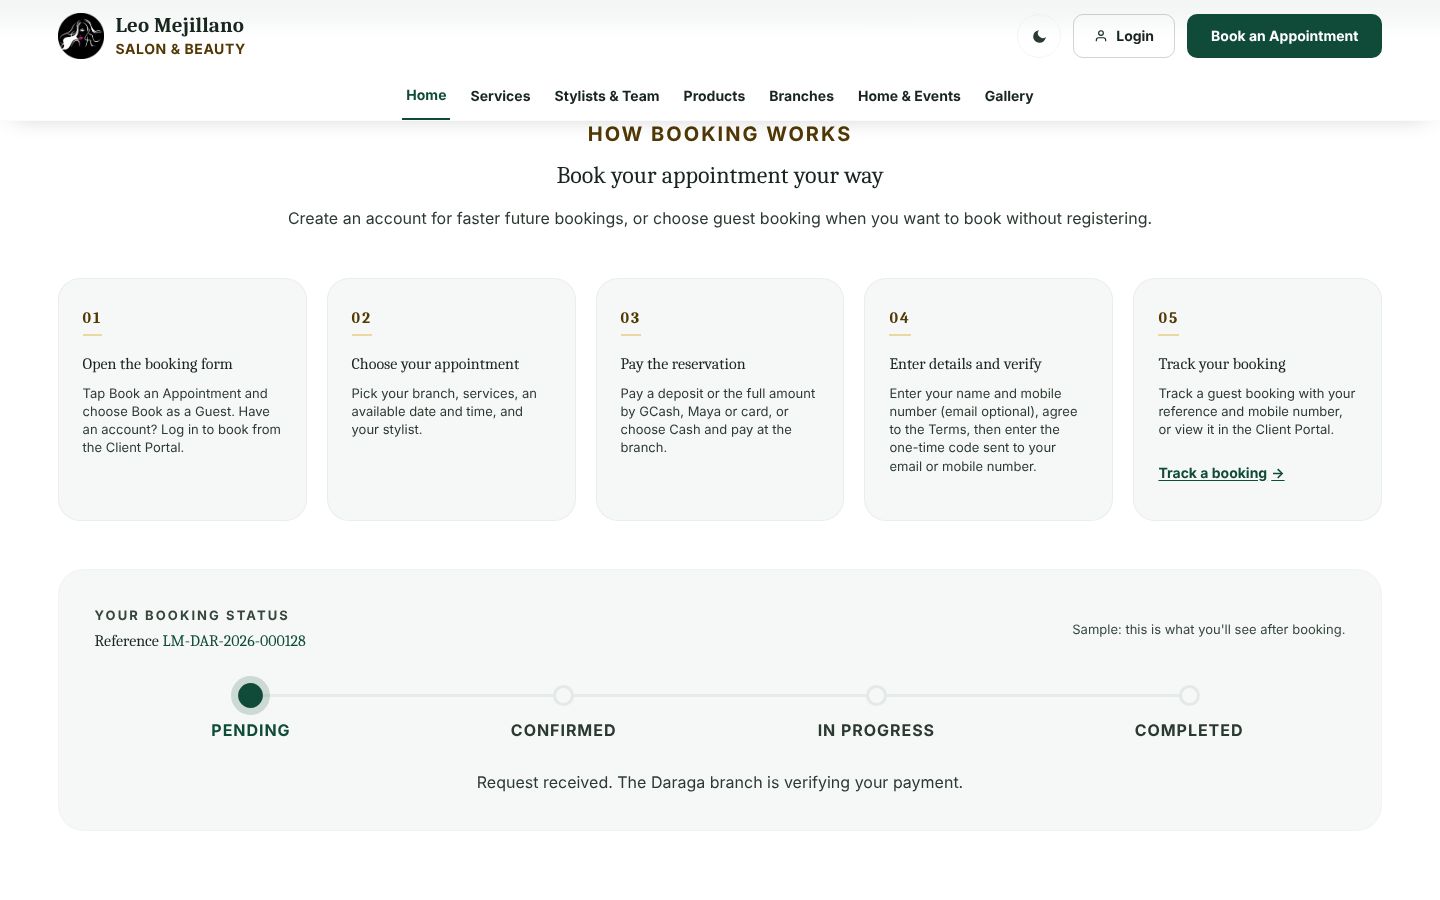 Leo Mejillano
SALON & BEAUTY
Login
Book an Appointment
Home
Services
Stylists & Team
Products
Branches
Home & Events
Gallery
HOW BOOKING WORKS
Book your appointment your way
Create an account for faster future bookings, or choose guest booking when you want to book without registering.
01
Open the booking form
Tap Book an Appointment and
choose Book as a Guest. Have
an account? Log in to book from
the Client Portal.
02
Choose your appointment
Pick your branch, services, an
available date and time, and
your stylist.
03
Pay the reservation
Pay a deposit or the full amount
by GCash, Maya or card, or
choose Cash and pay at the
branch.
04
Enter details and verify
Enter your name and mobile
number (email optional), agree
to the Terms, then enter the
one-time code sent to your
email or mobile number.
05
Track your booking
Track a guest booking with your
reference and mobile number,
or view it in the Client Portal.
Track a booking →
YOUR BOOKING STATUS
Reference LM-DAR-2026-000128
Sample: this is what you'll see after booking.
PENDING
CONFIRMED
IN PROGRESS
COMPLETED
Request received. The Daraga branch is verifying your payment.